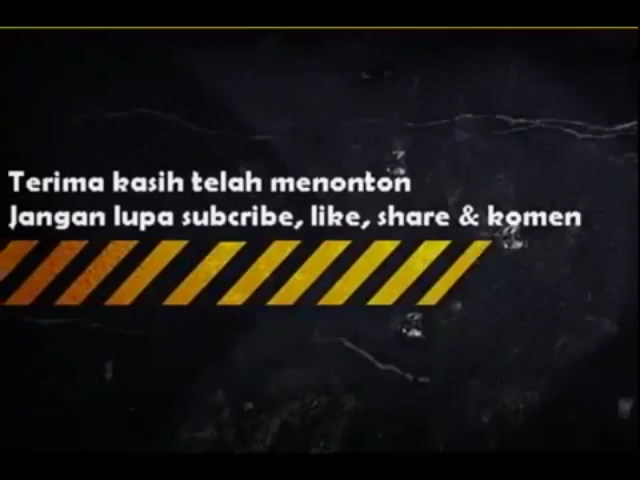 Terima kasih telah menonton
Jangan lupa subcribe, like, share & komen